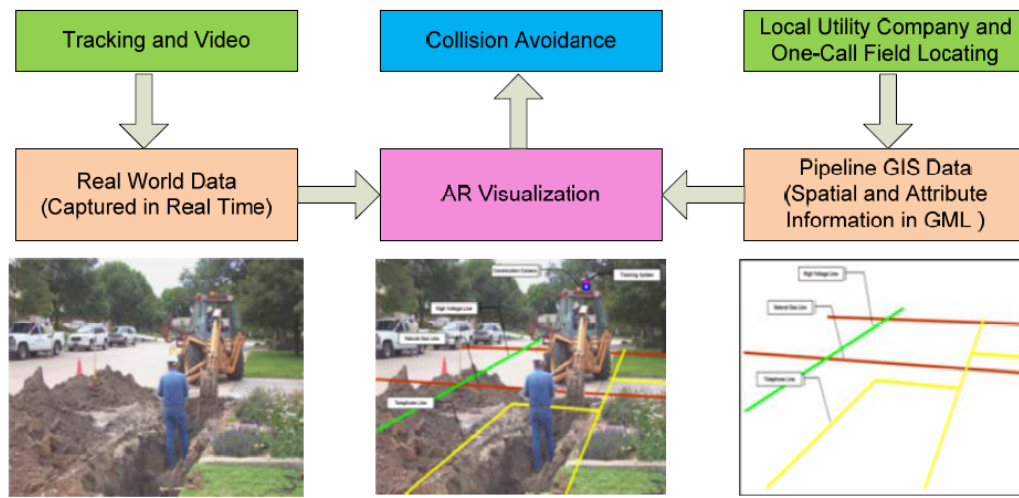 Tracking and Video
Collision Avoidance
Local Utility Company and
One-Call Field Locating
Real World Data
(Captured in Real Time)
AR Visualization
Pipeline GIS Data
(Spatial and Attribute
Information in GML )
Construction Camera
Tracking System
High Voltage Line
Natural Gas Line
Telephone Line
High Voltage Line
Natural Gas Line
Telephone Line